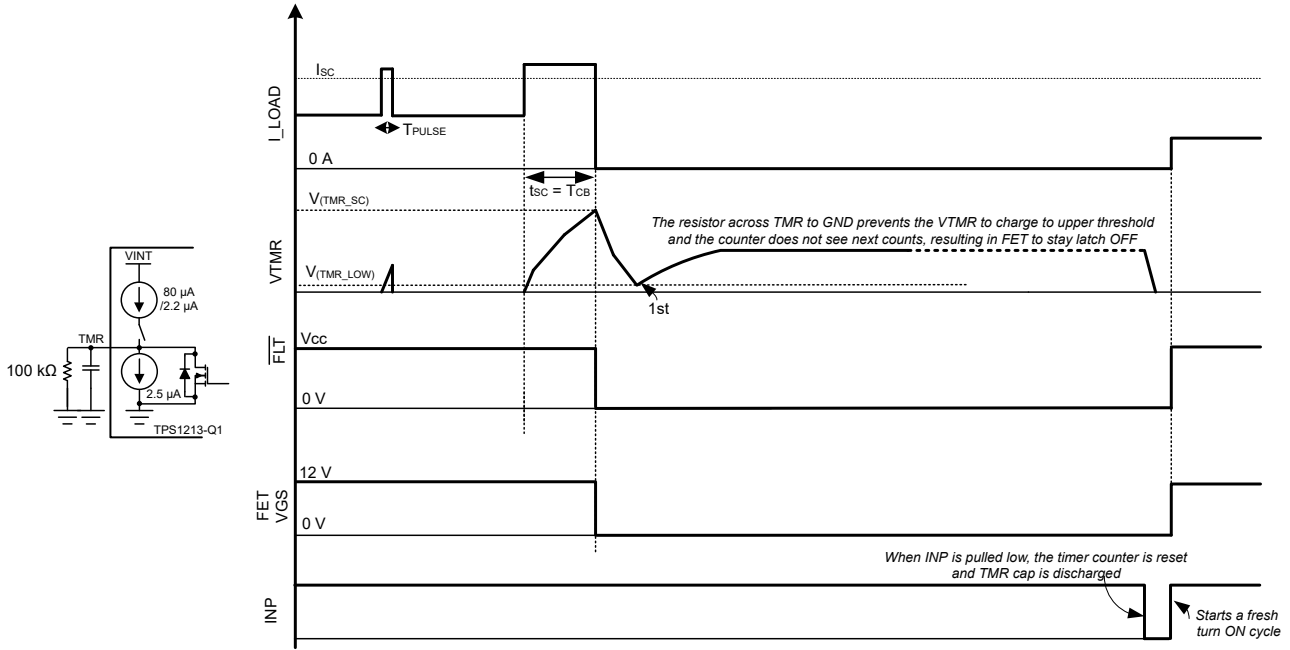 I_LOAD
ISC
TPULSE
0 A
tSC = TCB
VTMR
V(TMR_SC)
The resistor across TMR to GND prevents the VTMR to charge to upper threshold
and the counter does not see next counts, resulting in FET to stay latch OFF
V(TMR_LOW)
1st
VINT
80 µA
/2.2 µA
TMR
100 kΩ
2.5 µA
TPS1213-Q1
FLT
Vcc
0 V
FET
VGS
12 V
0 V
When INP is pulled low, the timer counter is reset
and TMR cap is discharged
INP
Starts a fresh
turn ON cycle